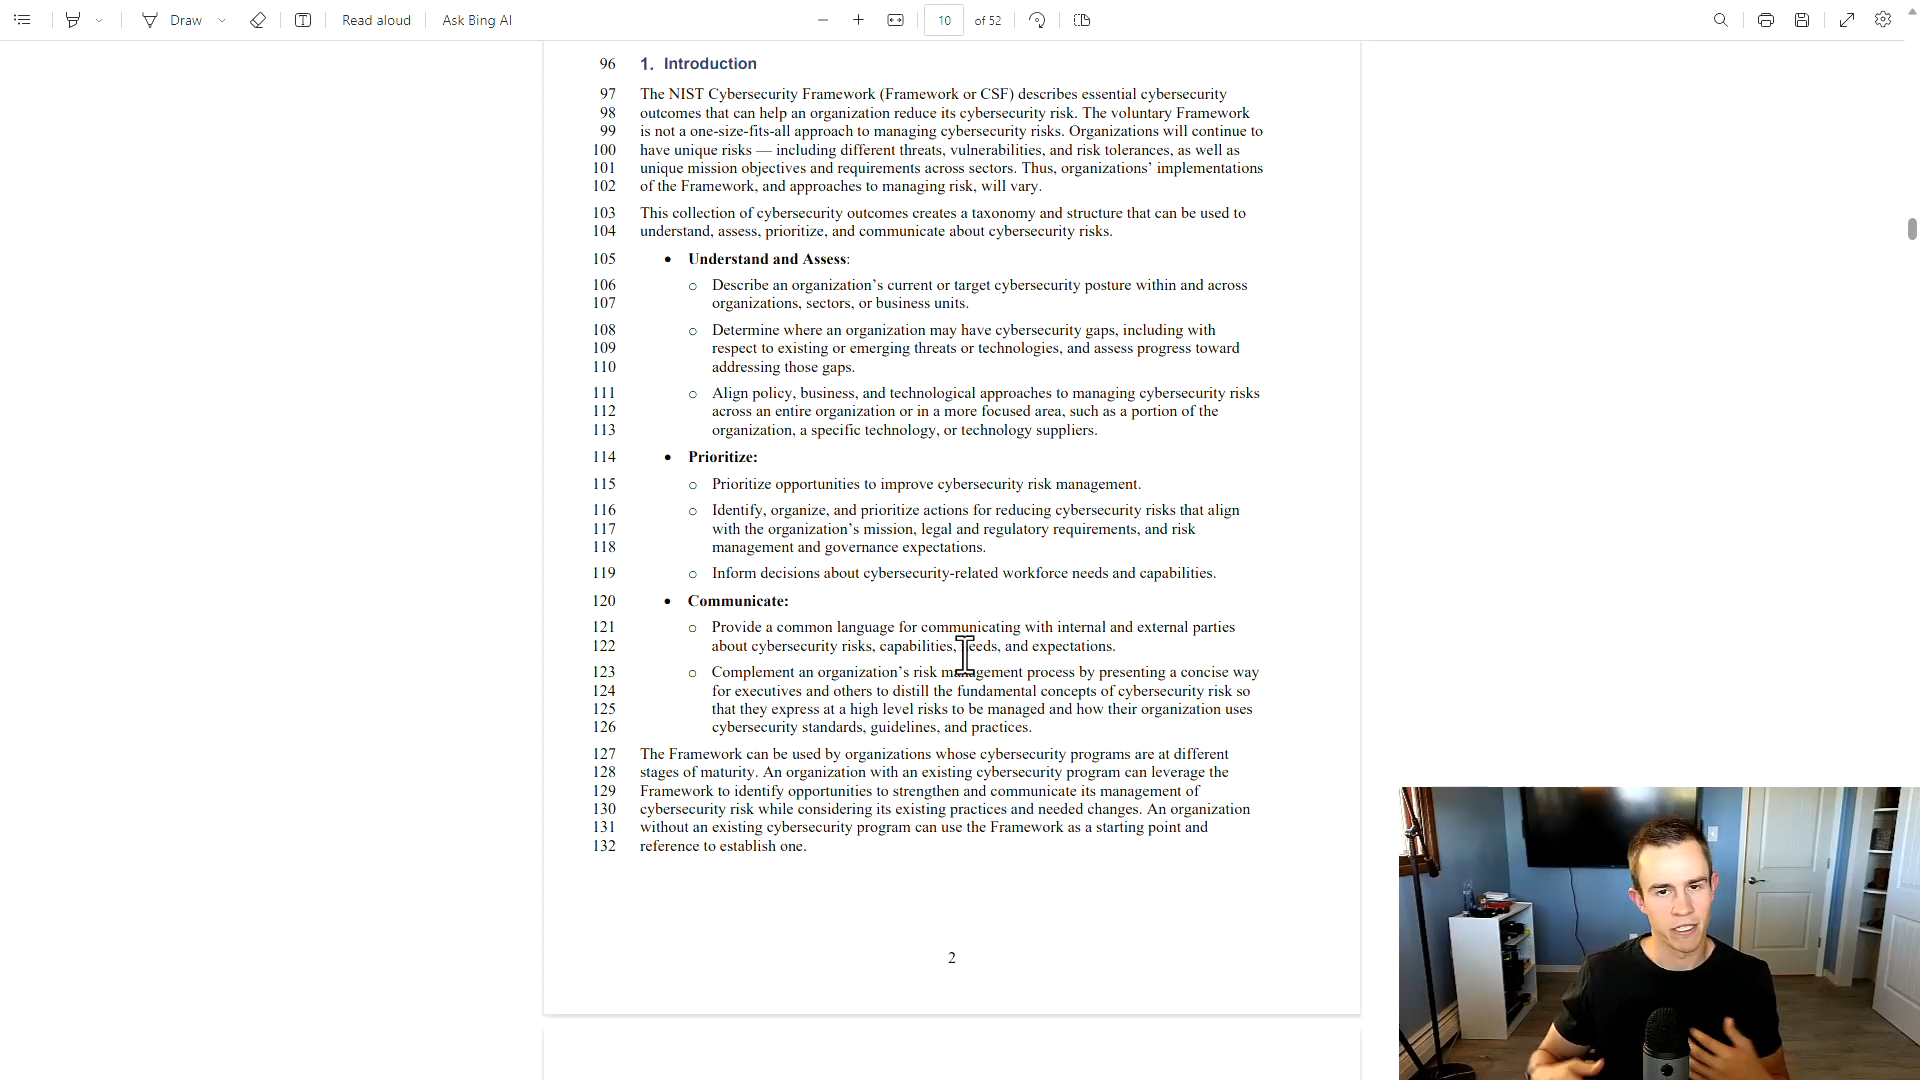 Draw
Read aloud
Ask Bing AI
10 of 52
96 1. Introduction
97 The NIST Cybersecurity Framework (Framework or CSF) describes essential cybersecurity
98 outcomes that can help an organization reduce its cybersecurity risk. The voluntary Framework
99 is not a one-size-fits-all approach to managing cybersecurity risks. Organizations will continue to
100 have unique risks — including different threats, vulnerabilities, and risk tolerances, as well as
101 unique mission objectives and requirements across sectors. Thus, organizations’ implementations
102 of the Framework, and approaches to managing risk, will vary.
103 This collection of cybersecurity outcomes creates a taxonomy and structure that can be used to
104 understand, assess, prioritize, and communicate about cybersecurity risks.
105 • Understand and Assess:
106 o Describe an organization’s current or target cybersecurity posture within and across
107 organizations, sectors, or business units.
108 o Determine where an organization may have cybersecurity gaps, including with
109 respect to existing or emerging threats or technologies, and assess progress toward
110 addressing those gaps.
111 o Align policy, business, and technological approaches to managing cybersecurity risks
112 across an entire organization or in a more focused area, such as a portion of the
113 organization, a specific technology, or technology suppliers.
114 • Prioritize:
115 o Prioritize opportunities to improve cybersecurity risk management.
116 o Identify, organize, and prioritize actions for reducing cybersecurity risks that align
117 with the organization’s mission, legal and regulatory requirements, and risk
118 management and governance expectations.
119 o Inform decisions about cybersecurity-related workforce needs and capabilities.
120 • Communicate:
121 o Provide a common language for communicating with internal and external parties
122 about cybersecurity risks, capabilities, needs, and expectations.
123 o Complement an organization’s risk management process by presenting a concise way
124 for executives and others to distill the fundamental concepts of cybersecurity risk so
125 that they express at a high level risks to be managed and how their organization uses
126 cybersecurity standards, guidelines, and practices.
127 The Framework can be used by organizations whose cybersecurity programs are at different
128 stages of maturity. An organization with an existing cybersecurity program can leverage the
129 Framework to identify opportunities to strengthen and communicate its management of
130 cybersecurity risk while considering its existing practices and needed changes. An organization
131 without an existing cybersecurity program can use the Framework as a starting point and
132 reference to establish one.
2